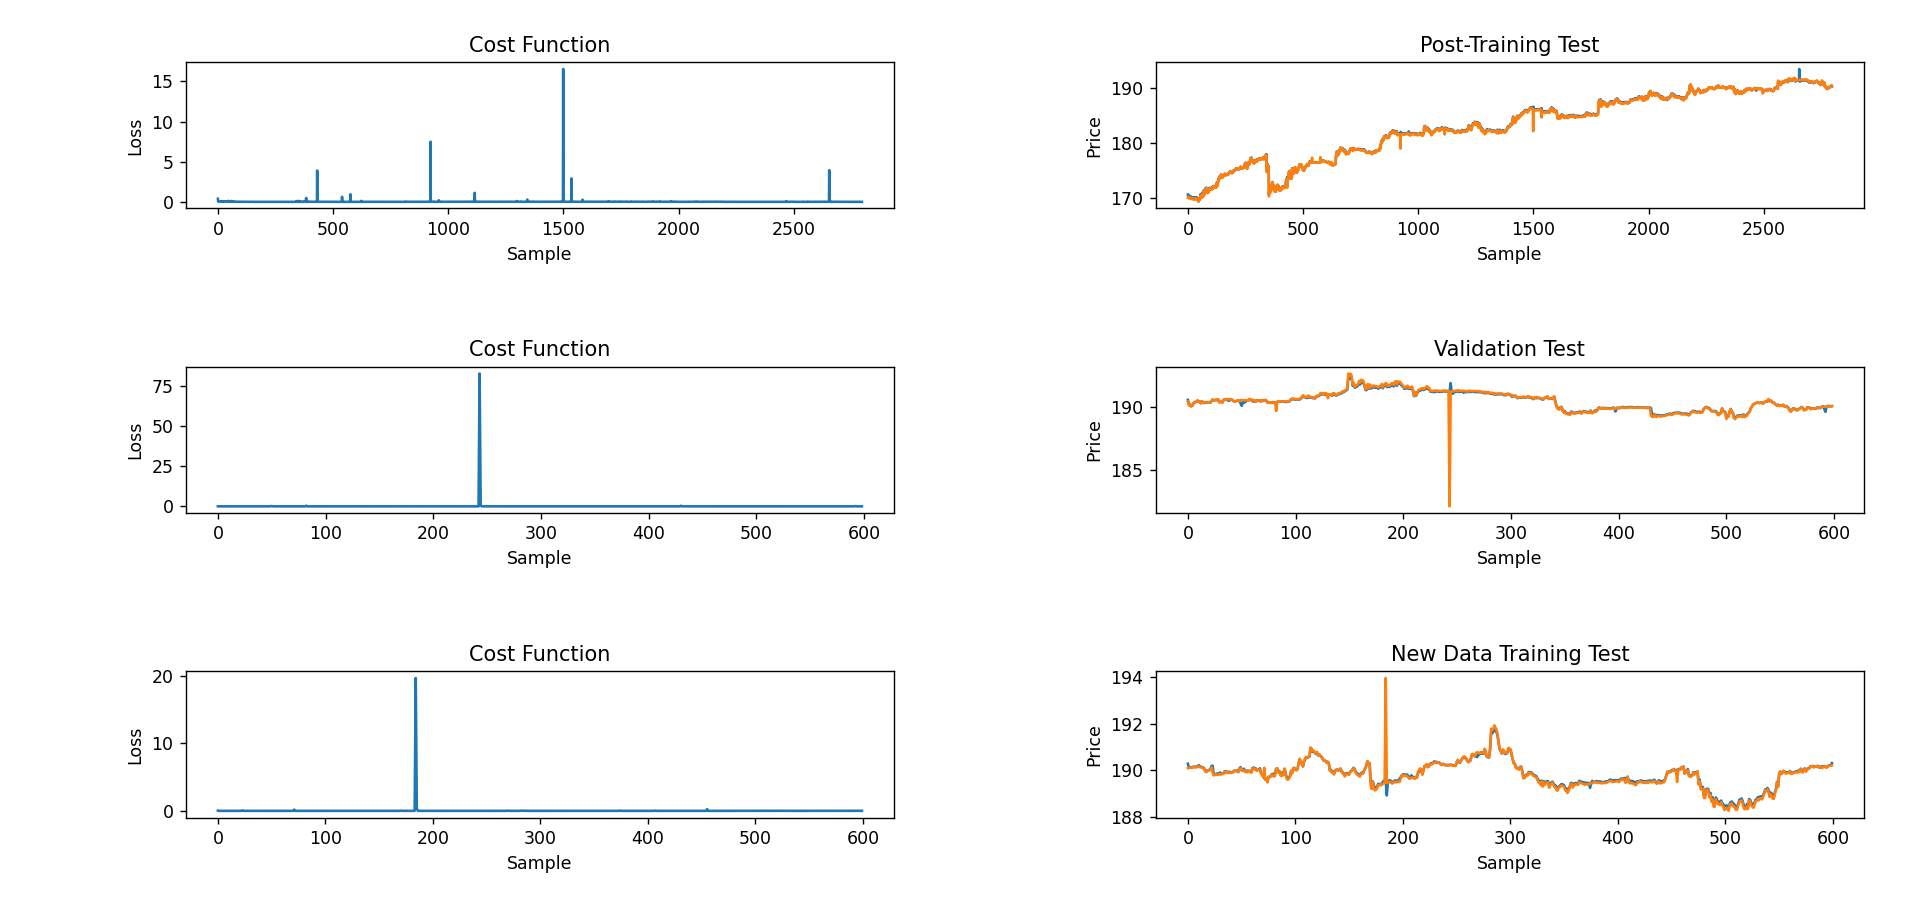 Cost Function
15
10
5
0
Loss
0 500 1000 1500 2000 2500
Sample
Post-Training Test
190
180
170
Price
0 500 1000 1500 2000 2500
Sample
Cost Function
75
50
25
0
Loss
0 100 200 300 400 500 600
Sample
Validation Test
190
185
Price
0 100 200 300 400 500 600
Sample
Cost Function
20
10
0
Loss
0 100 200 300 400 500 600
Sample
New Data Training Test
194
192
190
188
Price
0 100 200 300 400 500 600
Sample